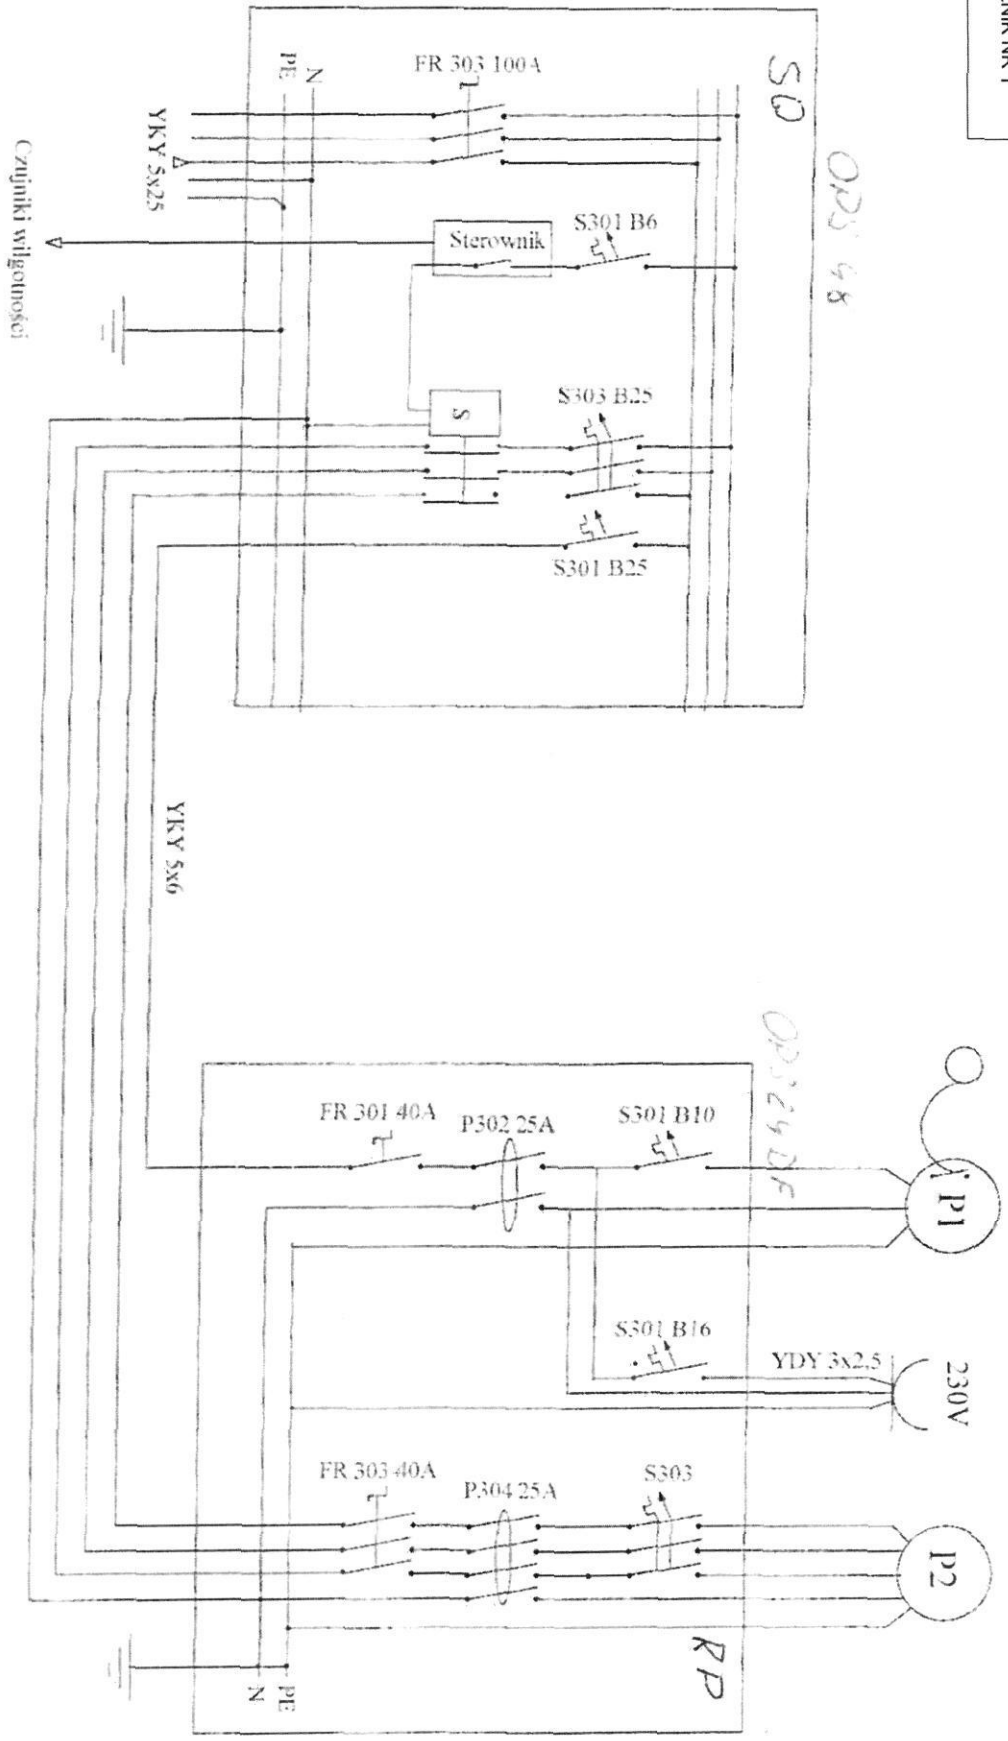 FR 303 100A
SO
N
PE
YKY 5x25
Czujniki wilgotności
Sterownik
S301 B6
S
S303 B25
S301 B25
YKY 5x6
FR 301 40A
P302 25A
S301 B10
P1
S301 B16
YDY 3x2,5
230V
FR 303 40A
P304 25A
S303
P2
RP
PE
N